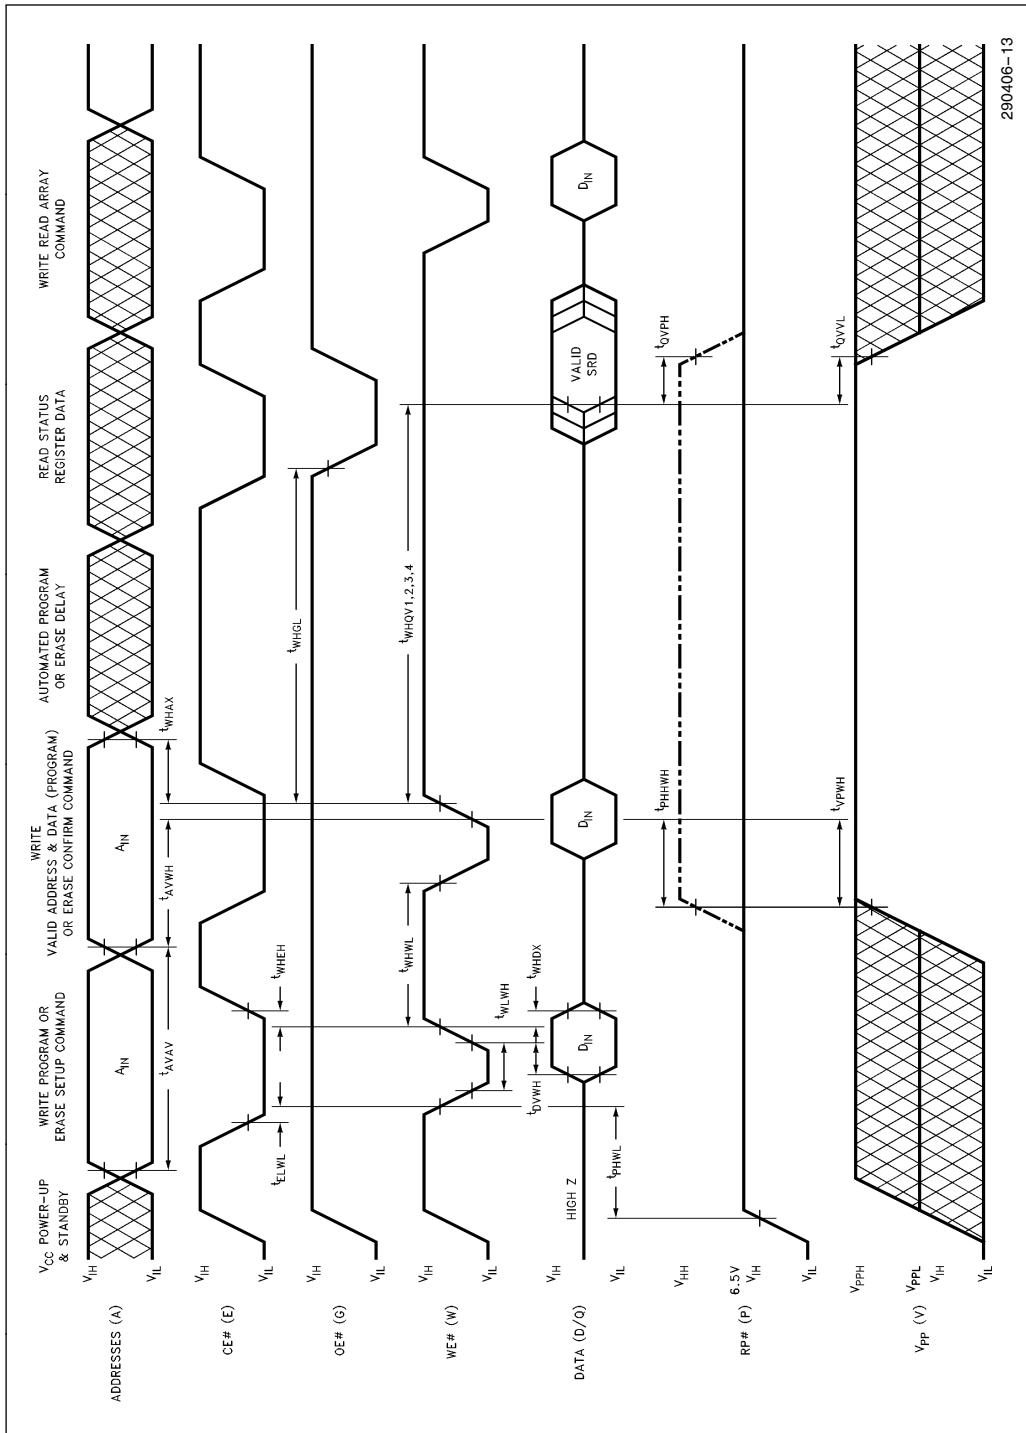 V_CC POWER-UP
& STANDBY
WRITE PROGRAM OR
ERASE SETUP COMMAND
WRITE
VALID ADDRESS & DATA (PROGRAM)
OR ERASE CONFIRM COMMAND
AUTOMATED PROGRAM
OR ERASE DELAY
READ STATUS
REGISTER DATA
WRITE READ ARRAY
COMMAND
ADDRESSES (A)
V_IH
V_IL
A_IN
A_IN
t_AVAV
t_AVWH
t_WHAX
CE# (E)
V_IH
V_IL
t_ELWL
t_WHEH
t_WHGL
OE# (G)
V_IH
V_IL
WE# (W)
V_IH
V_IL
t_WHWL
t_WHQV1,2,3,4
t_WLWH
t_DVWH
t_WHDX
DATA (D/Q)
V_IH
V_IL
HIGH Z
D_IN
D_IN
VALID
SRD
D_IN
t_PHWL
t_PHHWH
t_QVPH
RP# (P)
V_HH
6.5V
V_IH
V_IL
t_VPWH
t_QVVL
V_PP (V)
V_PPH
V_PPL
V_IH
V_IL
290406-13